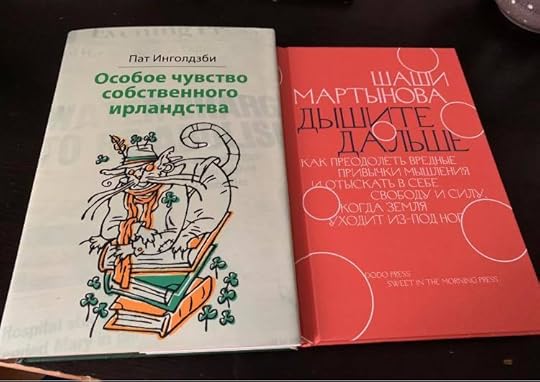 Пат Инголдзби
Особое чувство
собственного
ирландства
ШАШИ
МАРТЫНОВА
ДЫШИТЕ
ДАЛЬШЕ
КАК ПРЕОДОЛЕТЬ ВРЕДНЫЕ
ПРИВЫЧКИ МЫШЛЕНИЯ
И ОТЫСКАТЬ В СЕБЕ
СВОБОДУ И СИЛУ,
КОГДА ЗЕМЛЯ
УХОДИТ ИЗ-ПОД НОГ
DODO PRESS
SWEET IN THE MORNING PRESS